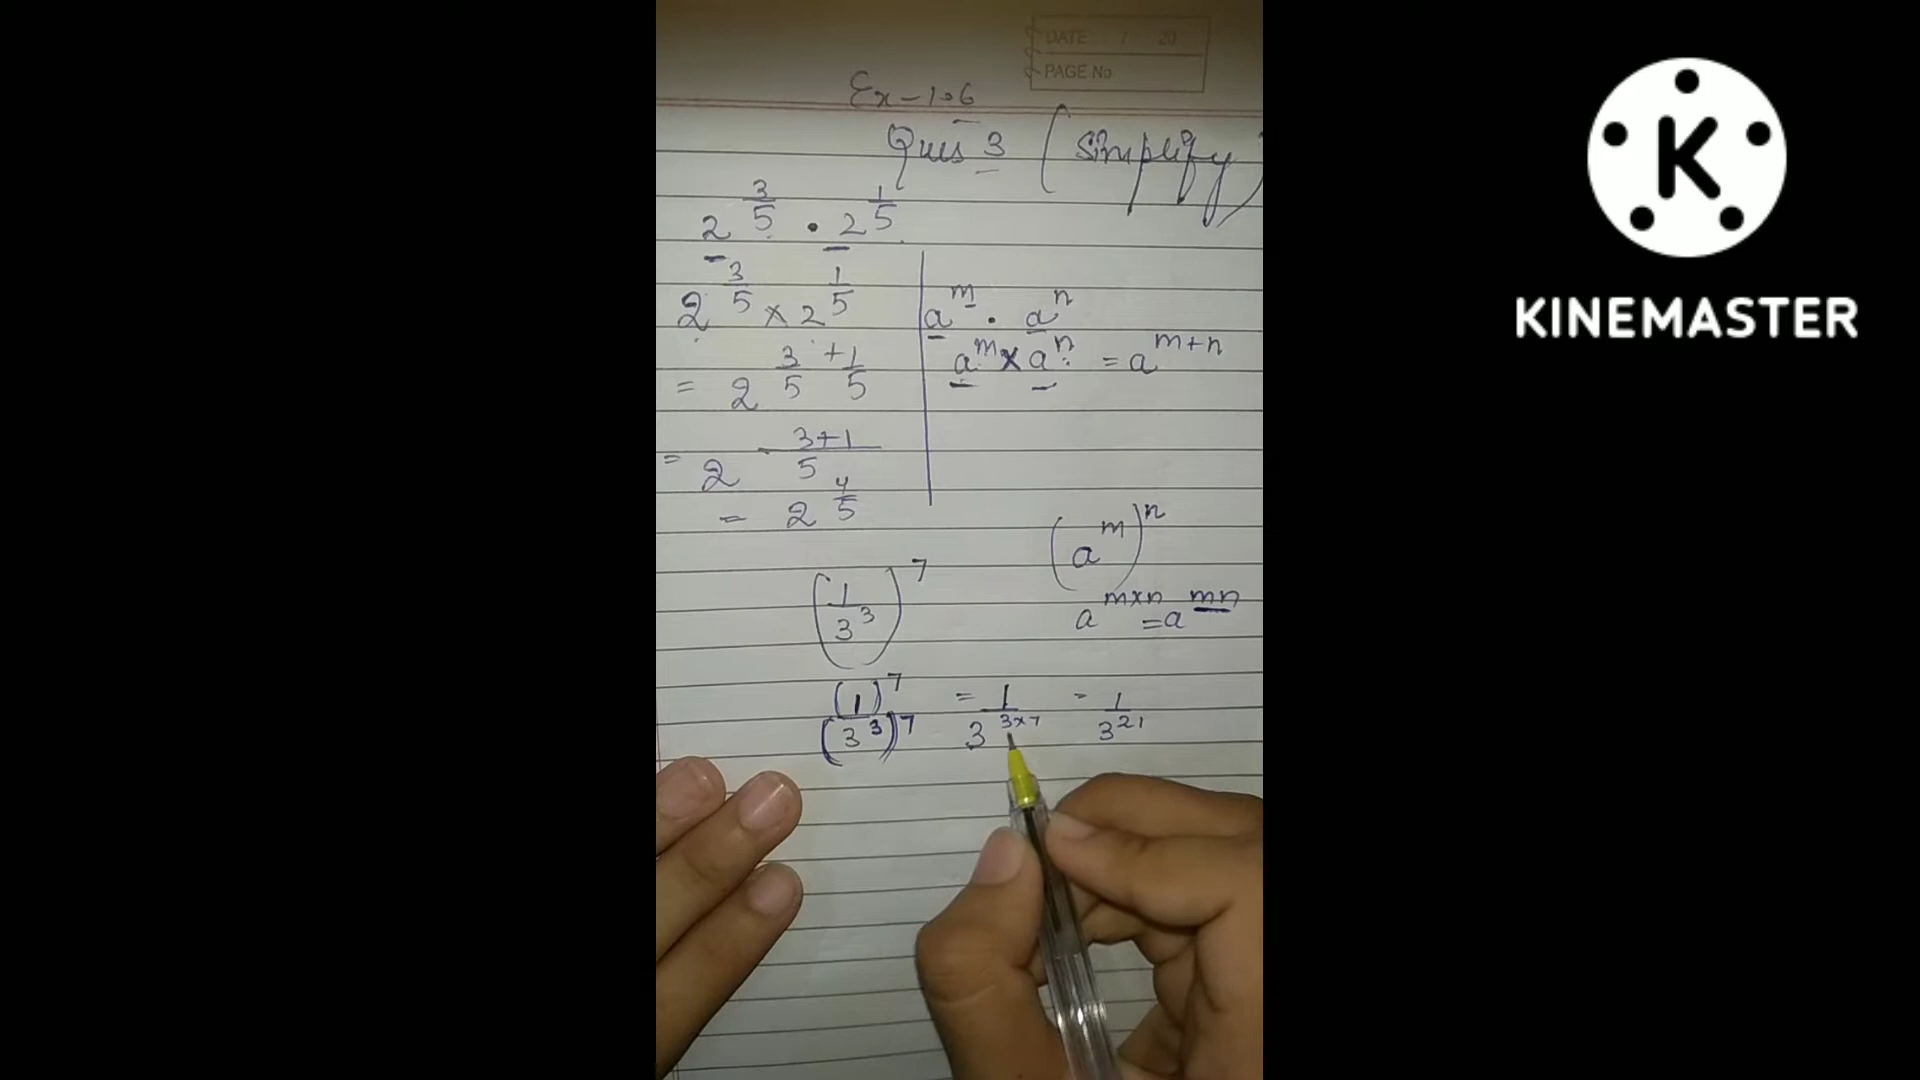 DATE / 20
PAGE No
Ex-1.6
Ques 3 (Simplify)
2^{3/5} . 2^{1/5}
2^{3/5} × 2^{1/5}
= 2^{3/5 + 1/5}
= 2^{(3+1)/5}
= 2^{4/5}
a^m . a^n
a^m × a^n = a^{m+n}
(1/3^3)^7
(a^m)^n
a^{m×n} = a^{mn}
(1)^7/(3^3)^7 = 1/3^{3×7} = 1/3^{21}
K
KINEMASTER